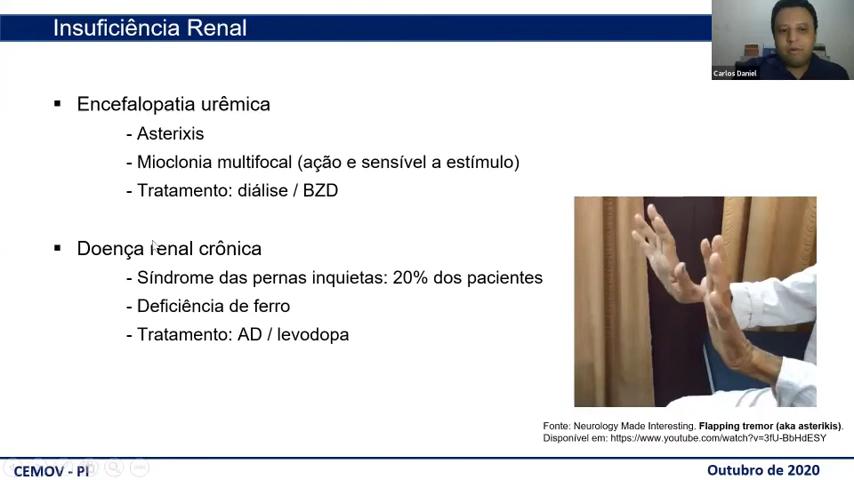 Insuficiência Renal
Carlos Daniel
▪ Encefalopatia urêmica
- Asterixis
- Mioclonia multifocal (ação e sensível a estímulo)
- Tratamento: diálise / BZD
▪ Doença renal crônica
- Síndrome das pernas inquietas: 20% dos pacientes
- Deficiência de ferro
- Tratamento: AD / levodopa
Fonte: Neurology Made Interesting. Flapping tremor (aka asterikis).
Disponível em: https://www.youtube.com/watch?v=3fU-BbHdESY
CEMOV - PI
Outubro de 2020